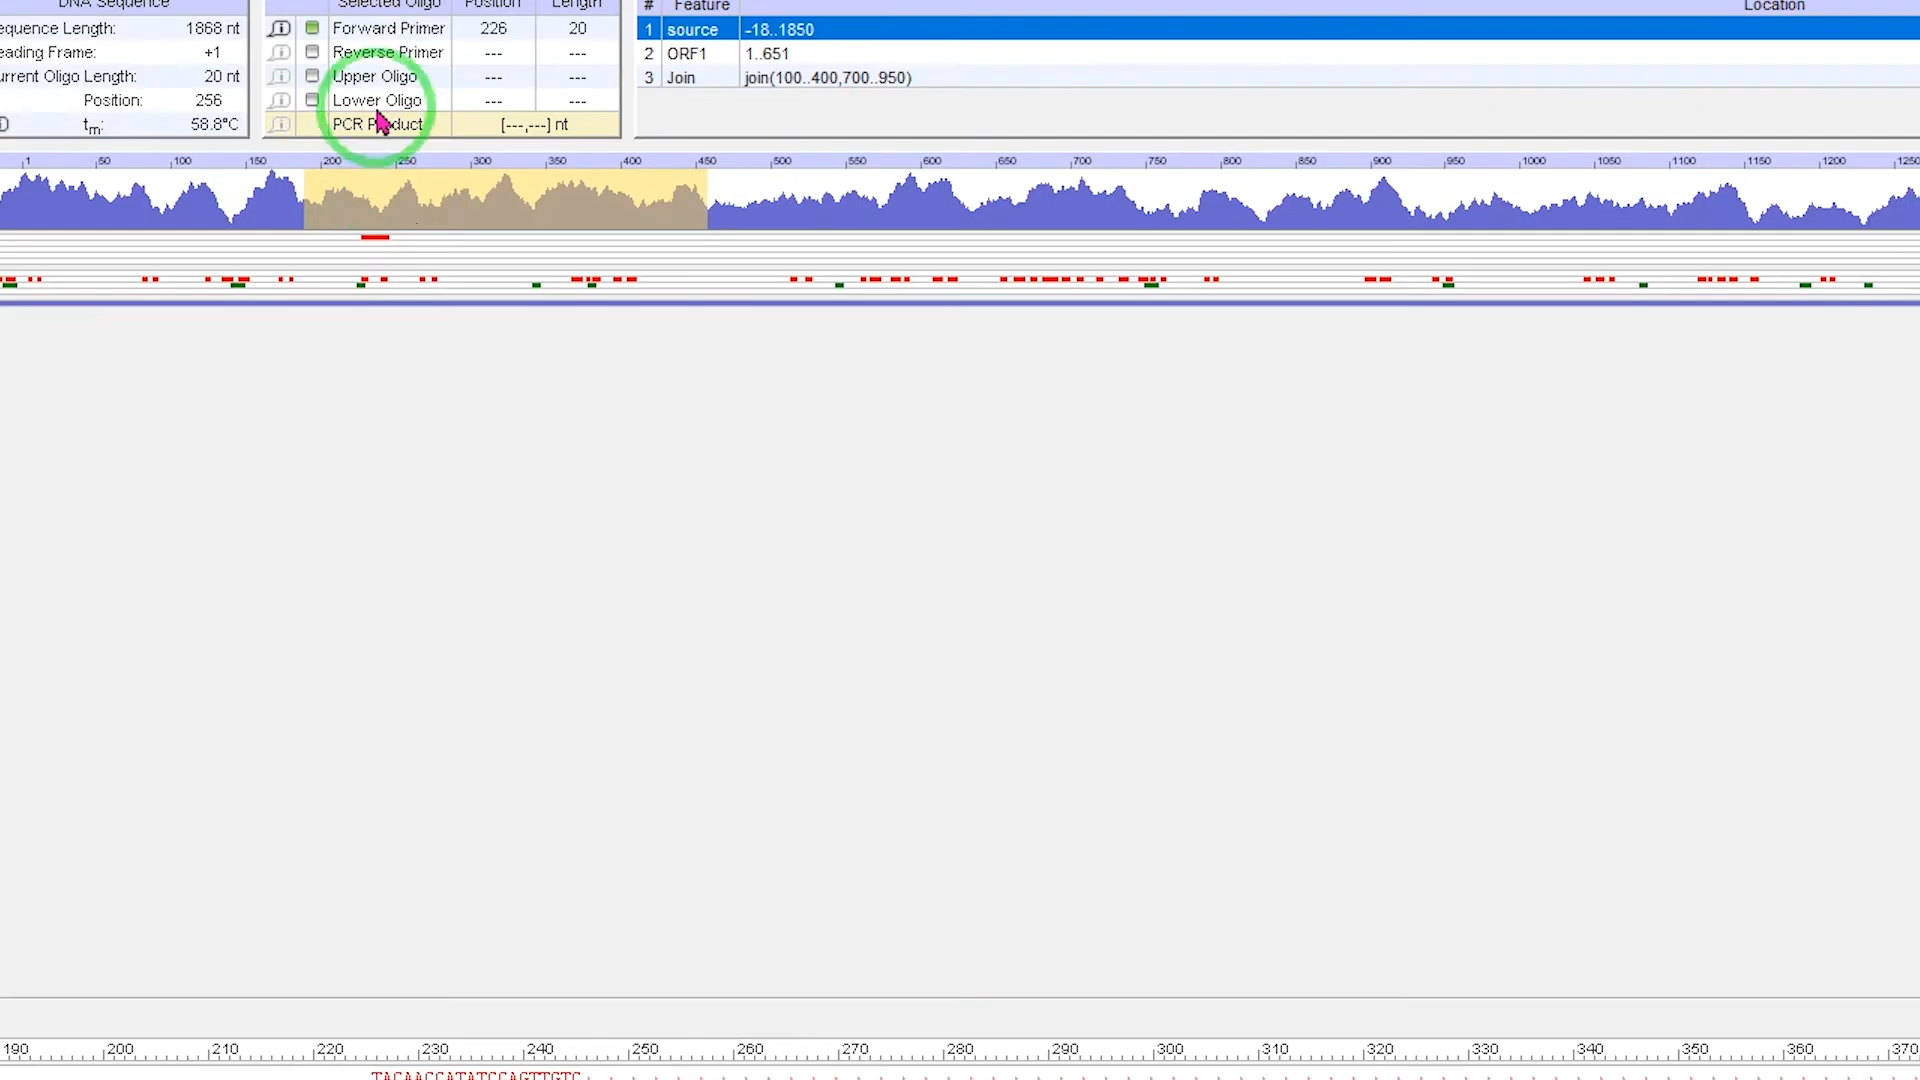 DNA Sequence
equence Length: 1868 nt
eading Frame: +1
urrent Oligo Length: 20 nt
Position: 256
tm: 58.8°C
Selected Oligo Position Length
Forward Primer 226 20
Reverse Primer --- ---
Upper Oligo --- ---
Lower Oligo --- ---
PCR Product [---,---] nt
# Feature Location
1 source -18..1850
2 ORF1 1..651
3 Join join(100..400,700..950)
1 50 100 150 200 250 300 350 400 450 500 550 600 650 700 750 800 850 900 950 1000 1050 1100 1150 1200 1250
190 200 210 220 230 240 250 260 270 280 290 300 310 320 330 340 350 360 370
TACAACCATATCCAGTTGTC